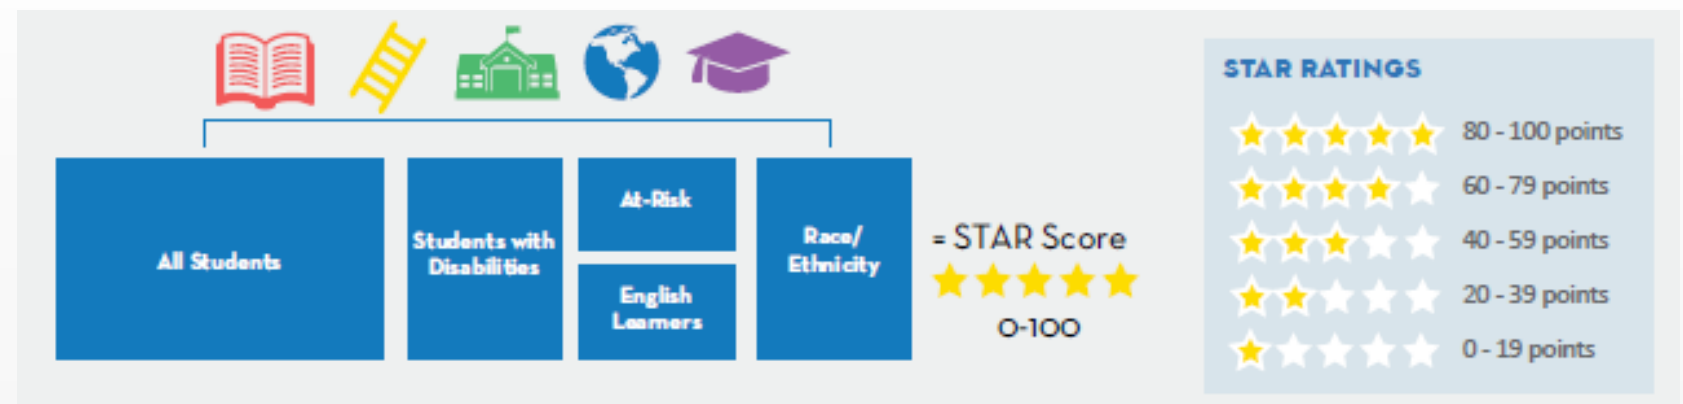 All Students
Students with
Disabilities
At-Risk
English
Learners
Race/
Ethnicity
= STAR Score
0-100
STAR RATINGS
80 - 100 points
60 - 79 points
40 - 59 points
20 - 39 points
0 - 19 points